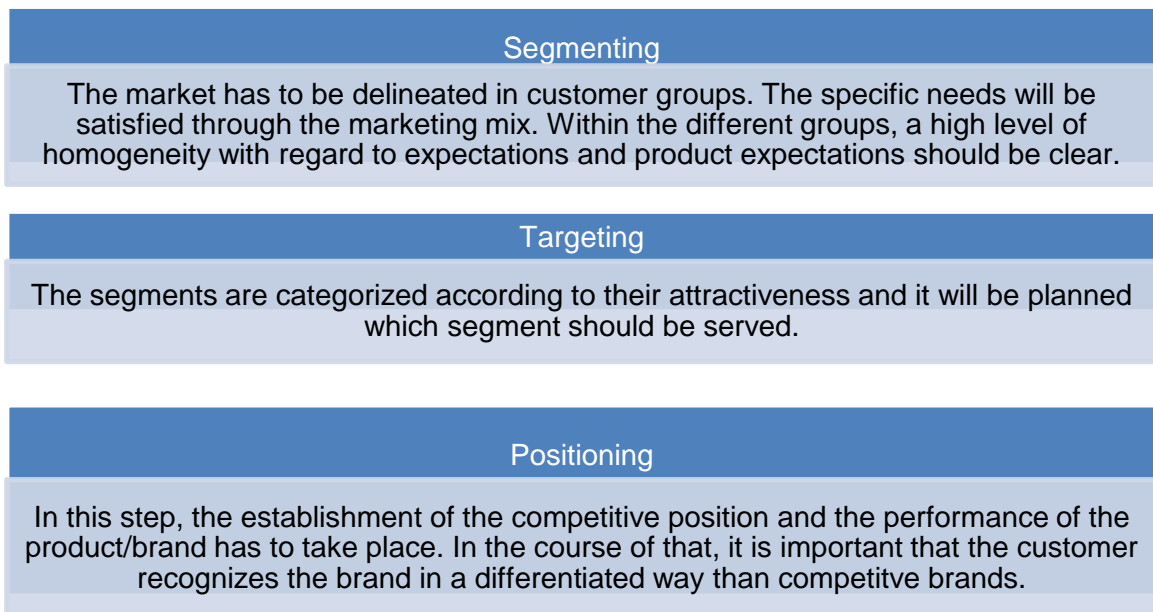 Segmenting
The market has to be delineated in customer groups. The specific needs will be
satisfied through the marketing mix. Within the different groups, a high level of
homogeneity with regard to expectations and product expectations should be clear.
Targeting
The segments are categorized according to their attractiveness and it will be planned
which segment should be served.
Positioning
In this step, the establishment of the competitive position and the performance of the
product/brand has to take place. In the course of that, it is important that the customer
recognizes the brand in a differentiated way than competitve brands.